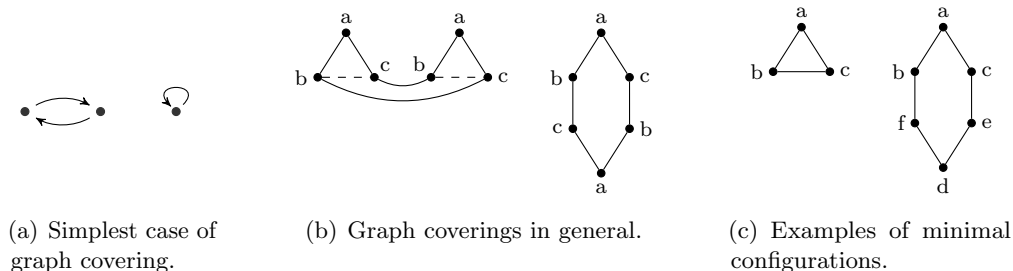 a
a
b
c
b
c
a
b
c
c
b
a
a
b
c
a
b
c
f
e
d
(a) Simplest case of
graph covering.
(b) Graph coverings in general.
(c) Examples of minimal
configurations.